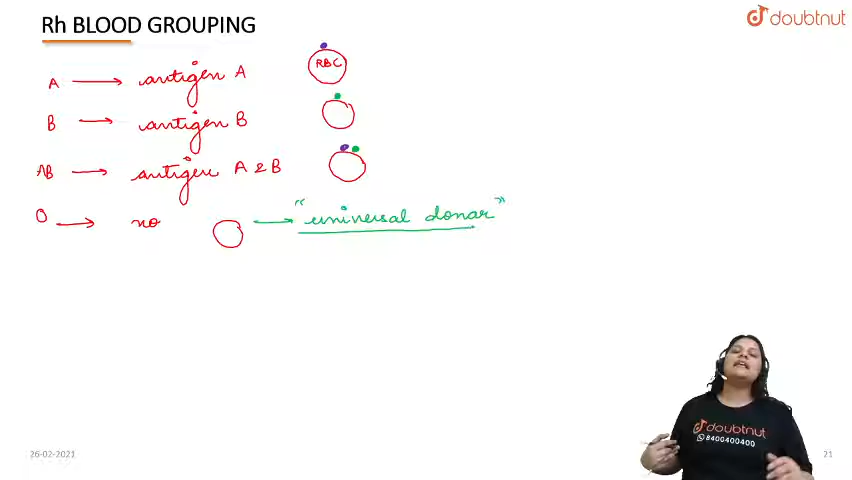 Rh BLOOD GROUPING
doubtnut
A → antigen A
RBC
B → antigen B
AB → antigen A & B
O → no → "universal donar"
doubtnut
8400400400
26-02-2021
21